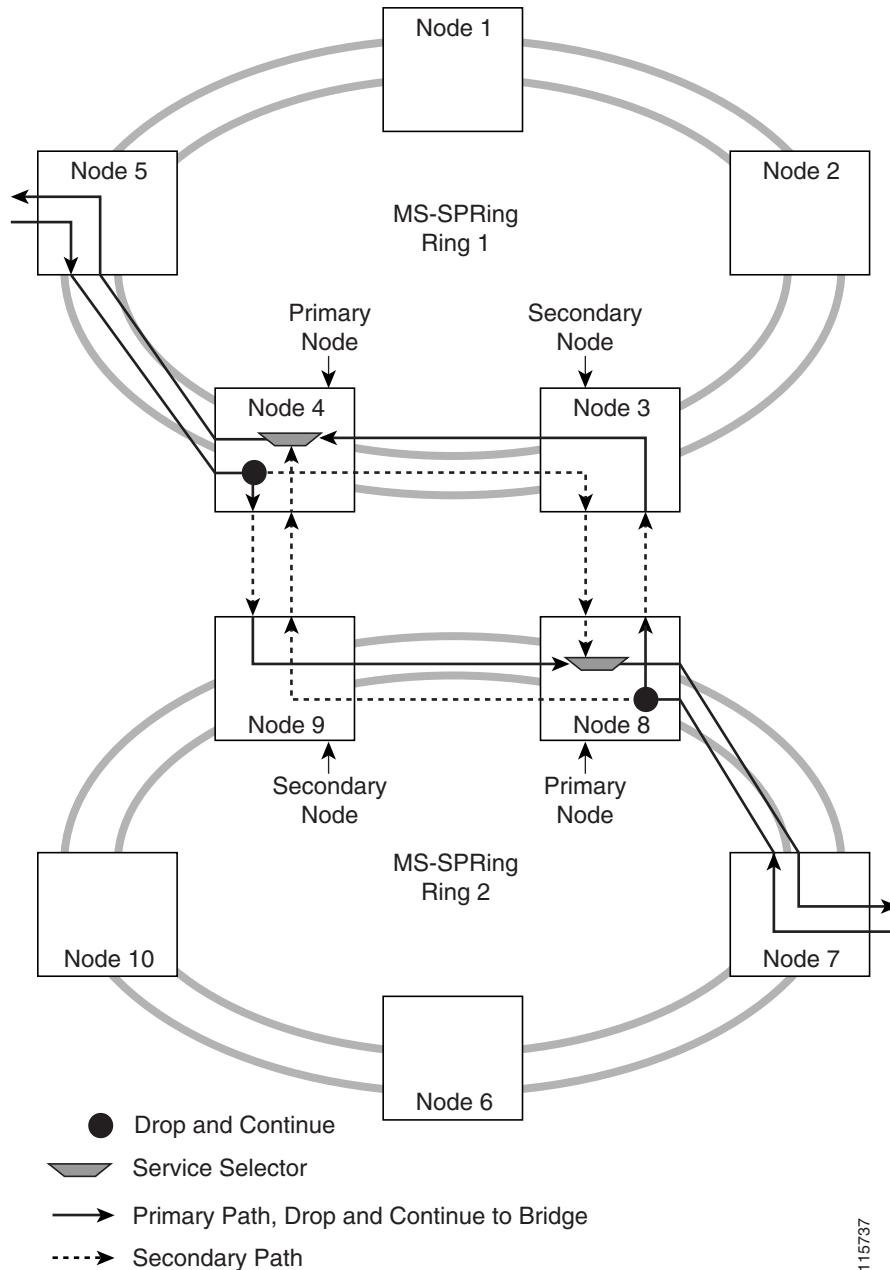 Node 1
Node 5
Node 2
MS-SPRing
Ring 1
Primary
Node
Secondary
Node
Node 4
Node 3
Node 9
Node 8
Secondary
Node
Primary
Node
MS-SPRing
Ring 2
Node 10
Node 7
Node 6
Drop and Continue
Service Selector
Primary Path, Drop and Continue to Bridge
Secondary Path
115737